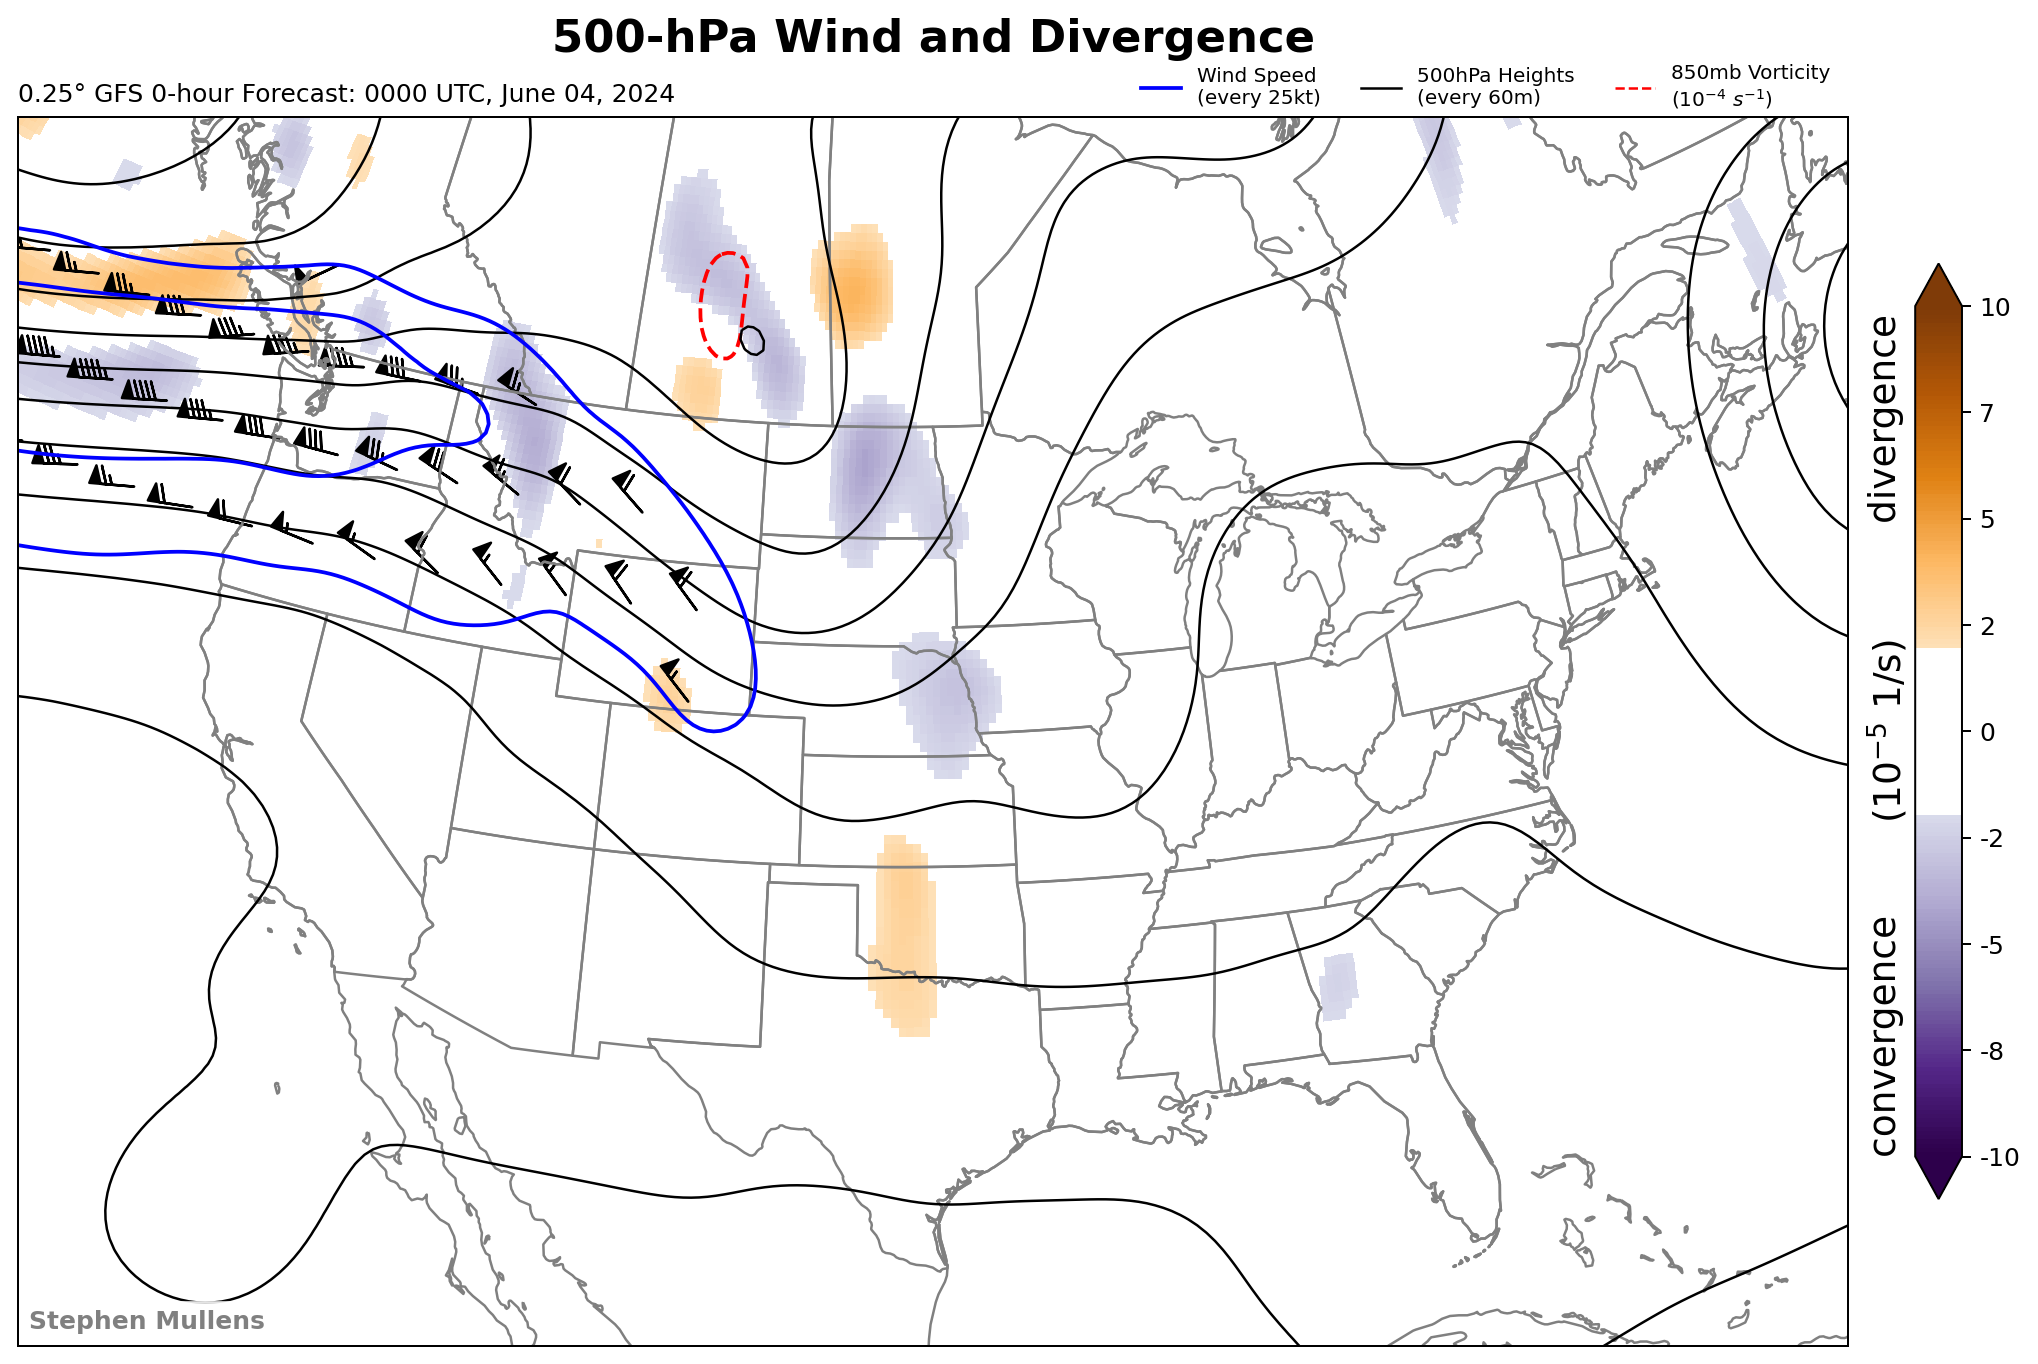 500-hPa Wind and Divergence
0.25° GFS 0-hour Forecast: 0000 UTC, June 04, 2024
Wind Speed
(every 25kt)
500hPa Heights
(every 60m)
850mb Vorticity
(10⁻⁴ s⁻¹)
10
7
5
2
0
-2
-5
-8
-10
convergence (10⁻⁵ 1/s) divergence
Stephen Mullens